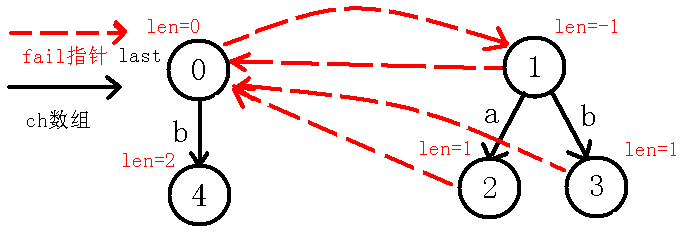 len=0
len=-1
fail指针 last
0
1
ch数组
b
a
b
len=2
len=1
len=1
4
2
3